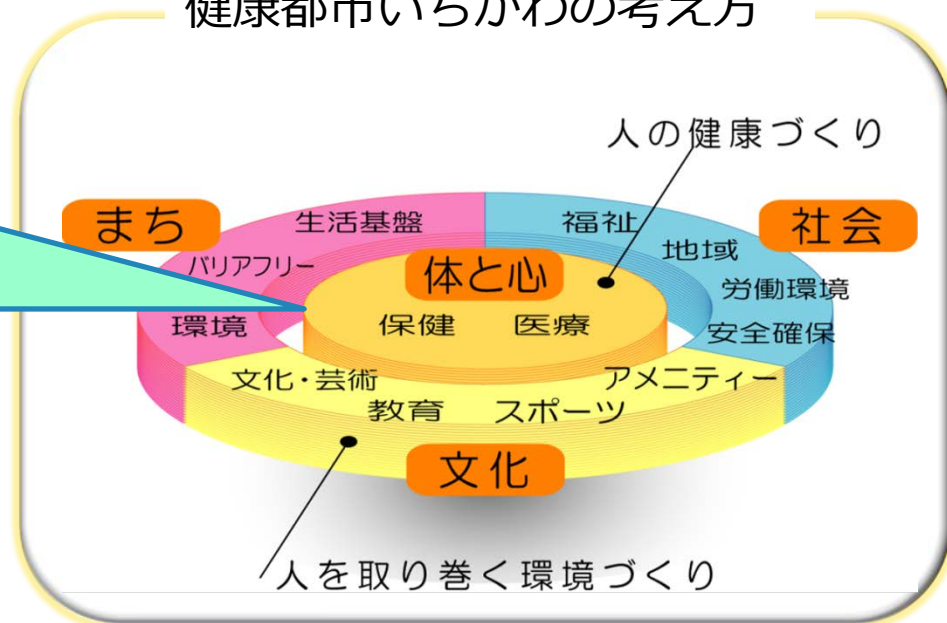 健康都市いちかわの考え方
人の健康づくり
まち
生活基盤
福祉
社会
地域
バリアフリー
体と心
労働環境
環境
保健 医療
安全確保
文化・芸術
アメニティー
教育 スポーツ
文化
人を取り巻く環境づくり